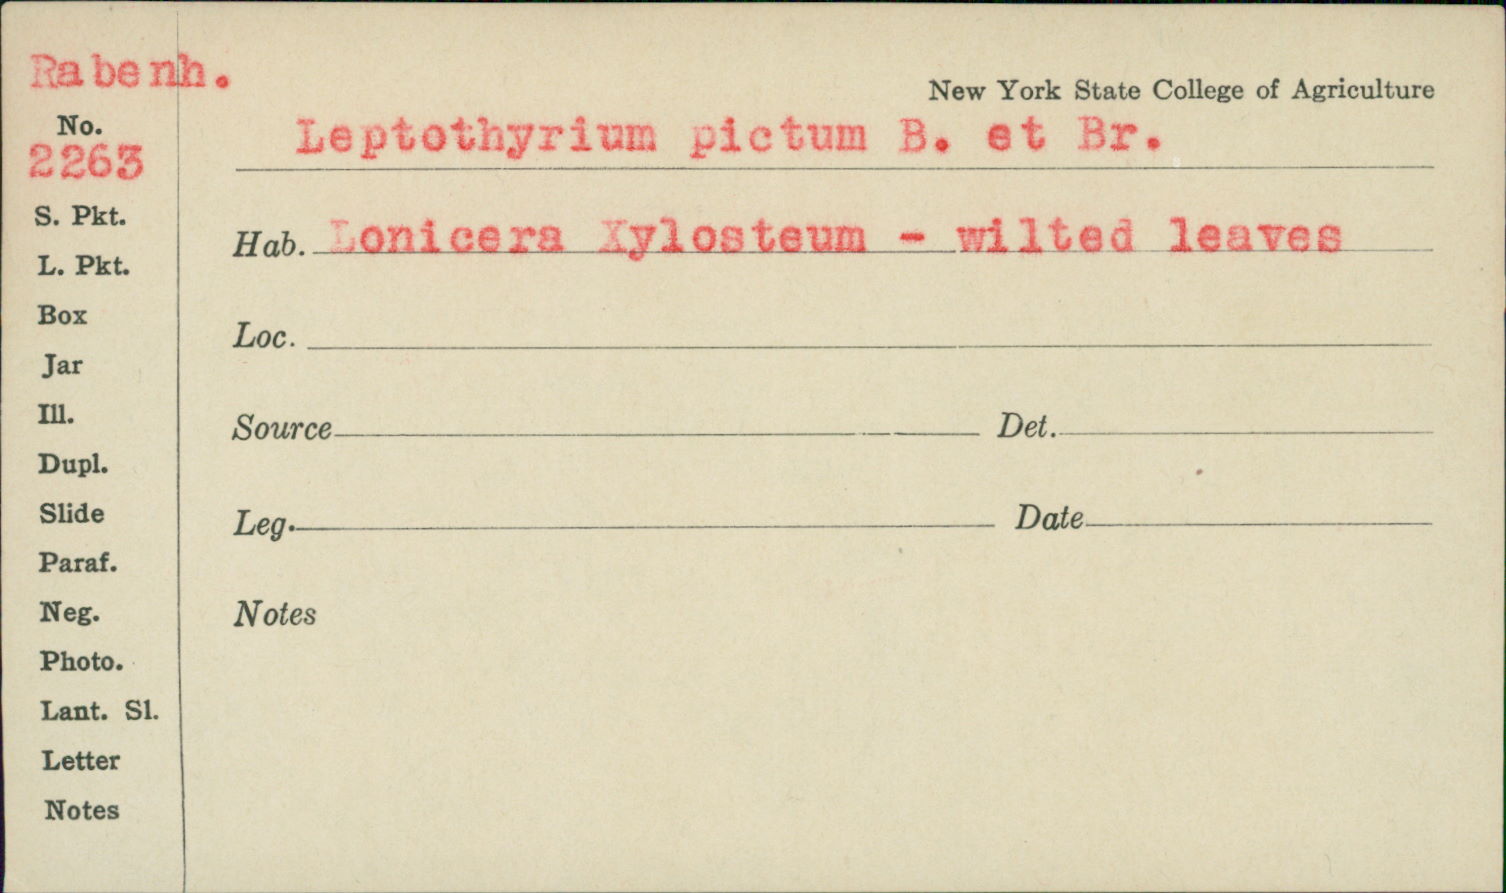 Rabenh.
New York State College of Agriculture
No.
2263
Leptothyrium pictum B. et Br.
Hab. Lonicera Xylosteum - wilted leaves
Loc.
Source Det.
Leg. Date
Notes
S. Pkt.
L. Pkt.
Box
Jar
Ill.
Dupl.
Slide
Paraf.
Neg.
Photo.
Lant. Sl.
Letter
Notes